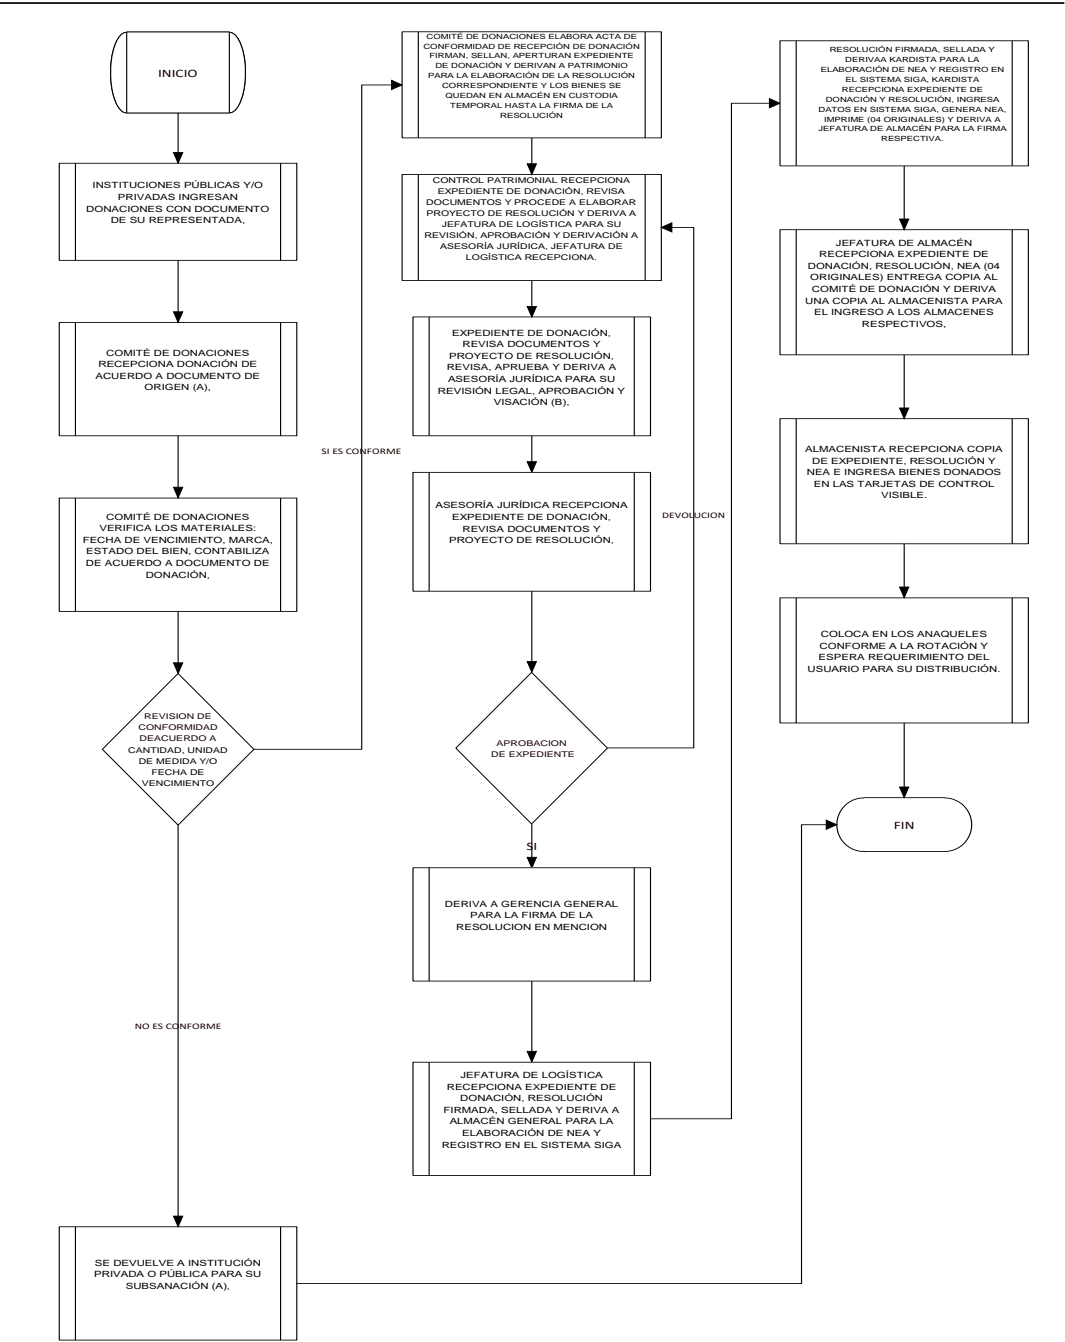 INICIO
INSTITUCIONES PÚBLICAS Y/O
PRIVADAS INGRESAN
DONACIONES CON DOCUMENTO
DE SU REPRESENTADA,
COMITÉ DE DONACIONES
RECEPCIONA DONACIÓN DE
ACUERDO A DOCUMENTO DE
ORIGEN (A),
COMITÉ DE DONACIONES
VERIFICA LOS MATERIALES:
FECHA DE VENCIMIENTO, MARCA,
ESTADO DEL BIEN, CONTABILIZA
DE ACUERDO A DOCUMENTO DE
DONACIÓN,
REVISION DE
CONFORMIDAD
DEACUERDO A
CANTIDAD, UNIDAD
DE MEDIDA Y/O
FECHA DE
VENCIMIENTO
NO ES CONFORME
SE DEVUELVE A INSTITUCIÓN
PRIVADA O PÚBLICA PARA SU
SUBSANACIÓN (A),
SI ES CONFORME
COMITÉ DE DONACIONES ELABORA ACTA DE
CONFORMIDAD DE RECEPCIÓN DE DONACIÓN
FIRMAN, SELLAN, APERTURAN EXPEDIENTE
DE DONACIÓN Y DERIVAN A PATRIMONIO
PARA LA ELABORACIÓN DE LA RESOLUCIÓN
CORRESPONDIENTE Y LOS BIENES SE
QUEDAN EN ALMACÉN EN CUSTODIA
TEMPORAL HASTA LA FIRMA DE LA
RESOLUCIÓN
CONTROL PATRIMONIAL RECEPCIONA
EXPEDIENTE DE DONACIÓN, REVISA
DOCUMENTOS Y PROCEDE A ELABORAR
PROYECTO DE RESOLUCIÓN Y DERIVA A
JEFATURA DE LOGÍSTICA PARA SU
REVISIÓN, APROBACIÓN Y DERIVACIÓN A
ASESORÍA JURÍDICA, JEFATURA DE
LOGÍSTICA RECEPCIONA.
EXPEDIENTE DE DONACIÓN,
REVISA DOCUMENTOS Y
PROYECTO DE RESOLUCIÓN,
REVISA, APRUEBA Y DERIVA A
ASESORÍA JURÍDICA PARA SU
REVISIÓN LEGAL, APROBACIÓN Y
VISACIÓN (B),
ASESORÍA JURÍDICA RECEPCIONA
EXPEDIENTE DE DONACIÓN,
REVISA DOCUMENTOS Y
PROYECTO DE RESOLUCIÓN,
DEVOLUCION
APROBACION
DE EXPEDIENTE
SI
DERIVA A GERENCIA GENERAL
PARA LA FIRMA DE LA
RESOLUCION EN MENCION
JEFATURA DE LOGÍSTICA
RECEPCIONA EXPEDIENTE DE
DONACIÓN, RESOLUCIÓN
FIRMADA, SELLADA Y DERIVA A
ALMACÉN GENERAL PARA LA
ELABORACIÓN DE NEA Y
REGISTRO EN EL SISTEMA SIGA
RESOLUCIÓN FIRMADA, SELLADA Y
DERIVAA KARDISTA PARA LA
ELABORACIÓN DE NEA Y REGISTRO EN
EL SISTEMA SIGA, KARDISTA
RECEPCIONA EXPEDIENTE DE
DONACIÓN Y RESOLUCIÓN, INGRESA
DATOS EN SISTEMA SIGA, GENERA NEA,
IMPRIME (04 ORIGINALES) Y DERIVA A
JEFATURA DE ALMACÉN PARA LA FIRMA
RESPECTIVA.
JEFATURA DE ALMACÉN
RECEPCIONA EXPEDIENTE DE
DONACIÓN, RESOLUCIÓN, NEA (04
ORIGINALES) ENTREGA COPIA AL
COMITÉ DE DONACIÓN Y DERIVA
UNA COPIA AL ALMACENISTA PARA
EL INGRESO A LOS ALMACENES
RESPECTIVOS,
ALMACENISTA RECEPCIONA COPIA
DE EXPEDIENTE, RESOLUCIÓN Y
NEA E INGRESA BIENES DONADOS
EN LAS TARJETAS DE CONTROL
VISIBLE.
COLOCA EN LOS ANAQUELES
CONFORME A LA ROTACIÓN Y
ESPERA REQUERIMIENTO DEL
USUARIO PARA SU DISTRIBUCIÓN.
FIN